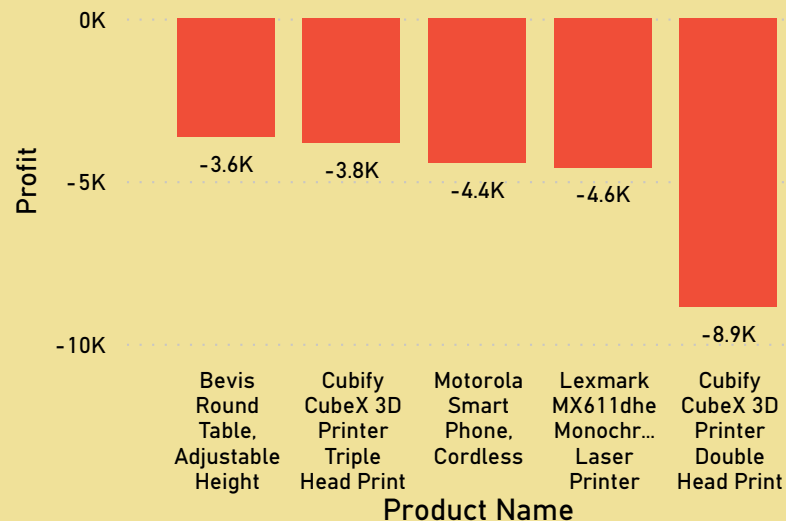 0K
-5K
-10K
Profit
-3.6K
-3.8K
-4.4K
-4.6K
-8.9K
Bevis
Round
Table,
Adjustable
Height
Cubify
CubeX 3D
Printer
Triple
Head Print
Motorola
Smart
Phone,
Cordless
Lexmark
MX611dhe
Monochr...
Laser
Printer
Cubify
CubeX 3D
Printer
Double
Head Print
Product Name